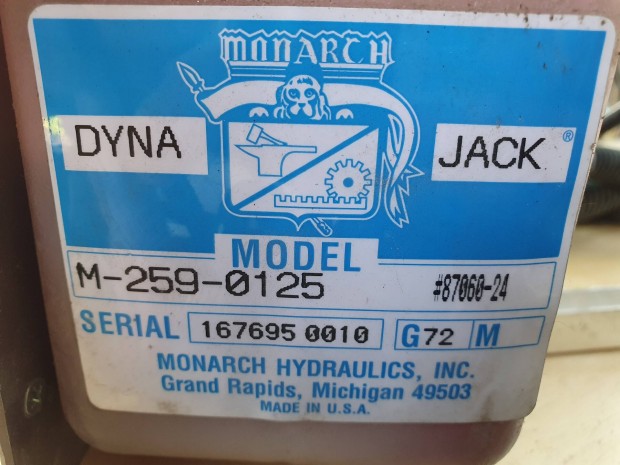 MONARCH
DYNA JACK ®
MODEL
M-259-0125 #87060-24
SERIAL 167695 0010 G72 M
MONARCH HYDRAULICS, INC.
Grand Rapids, Michigan 49503
MADE IN U.S.A.